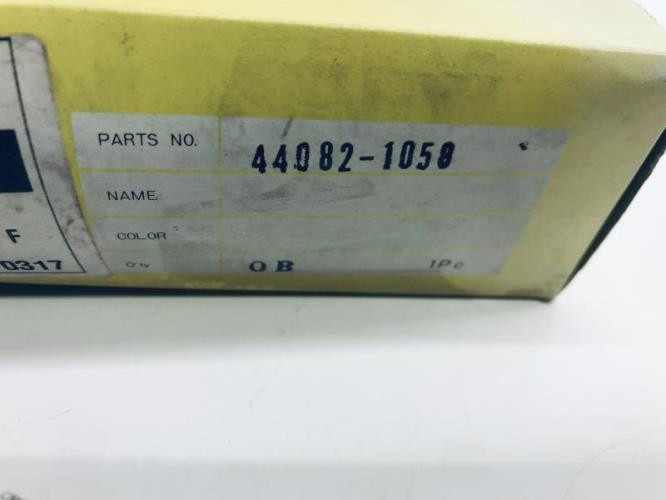 PARTS NO. 44082-1058
NAME
COLOR
Q'ty OB 1Pc
F
0317